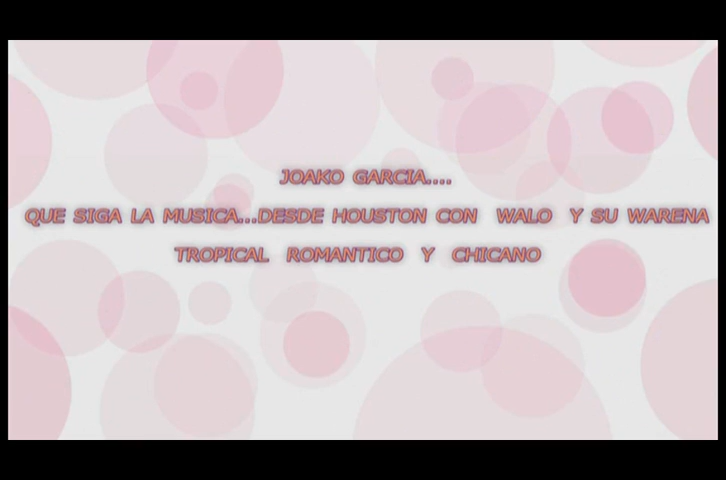 JOAKO GARCIA....
QUE SIGA LA MUSICA...DESDE HOUSTON CON WALO Y SU WARENA
TROPICAL ROMANTICO Y CHICANO